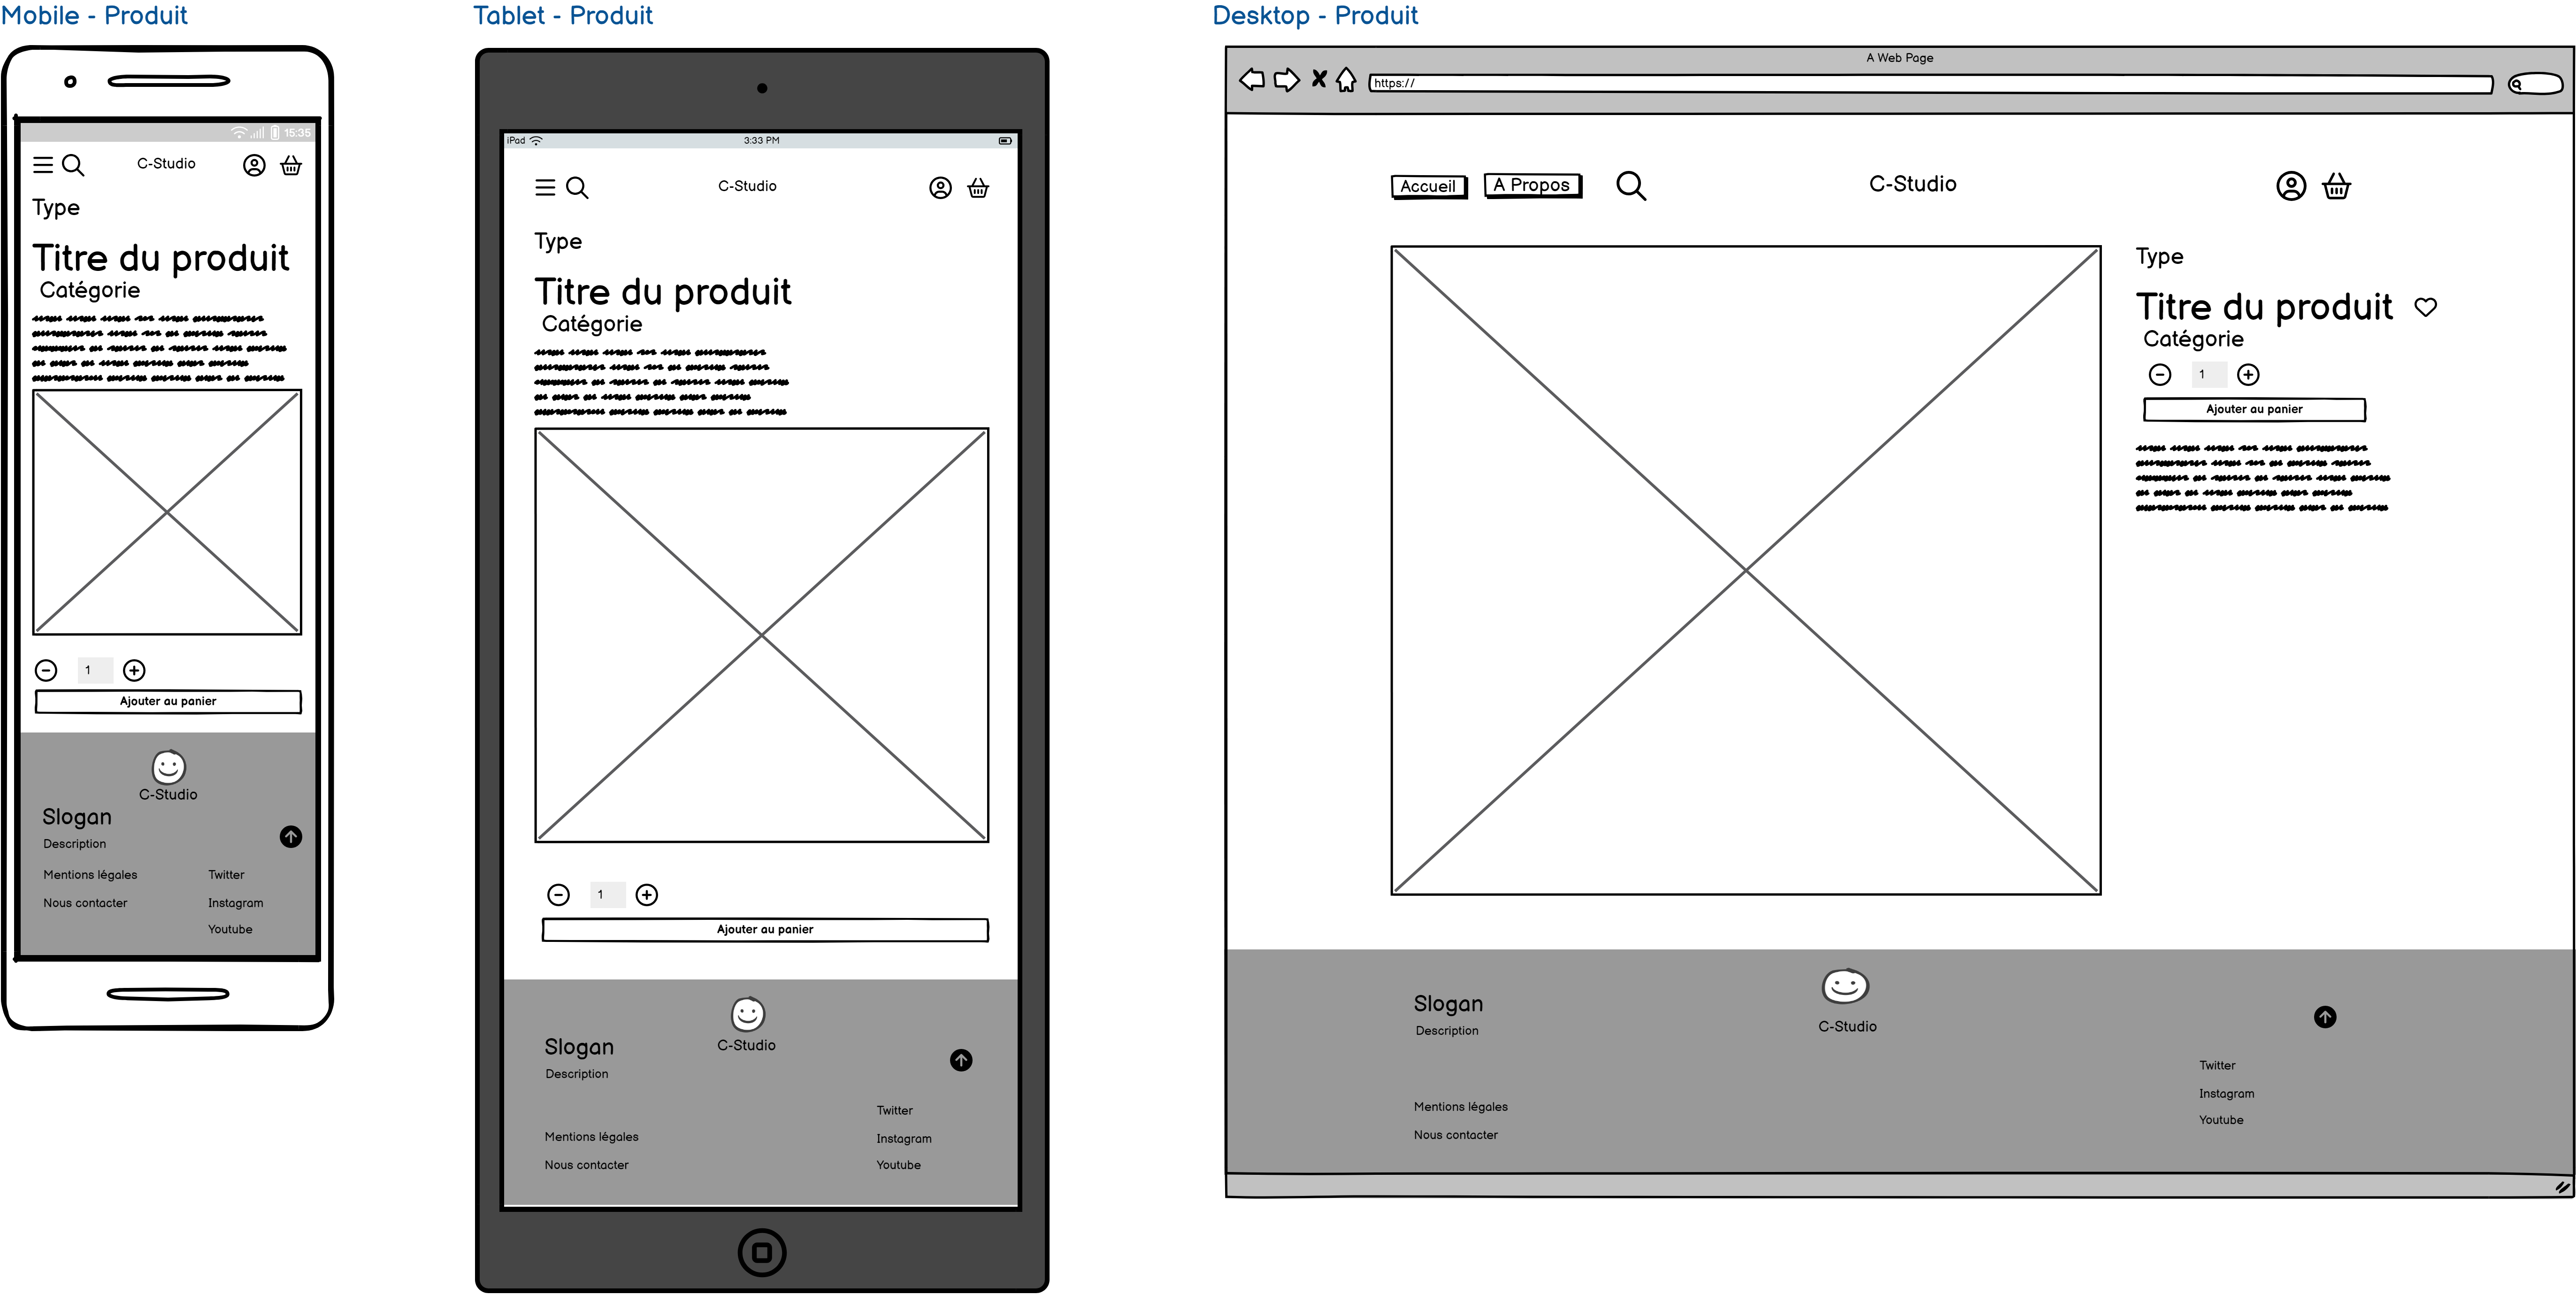 Mobile - Produit
15:35
C-Studio
Type
Titre du produit
Catégorie
1
Ajouter au panier
C-Studio
Slogan
Description
Mentions légales
Twitter
Nous contacter
Instagram
Youtube
Tablet - Produit
iPad
3:33 PM
C-Studio
Type
Titre du produit
Catégorie
1
Ajouter au panier
C-Studio
Slogan
Description
Twitter
Mentions légales
Instagram
Nous contacter
Youtube
Desktop - Produit
A Web Page
https://
Accueil
A Propos
C-Studio
Type
Titre du produit
Catégorie
1
Ajouter au panier
Slogan
C-Studio
Description
Twitter
Instagram
Mentions légales
Youtube
Nous contacter